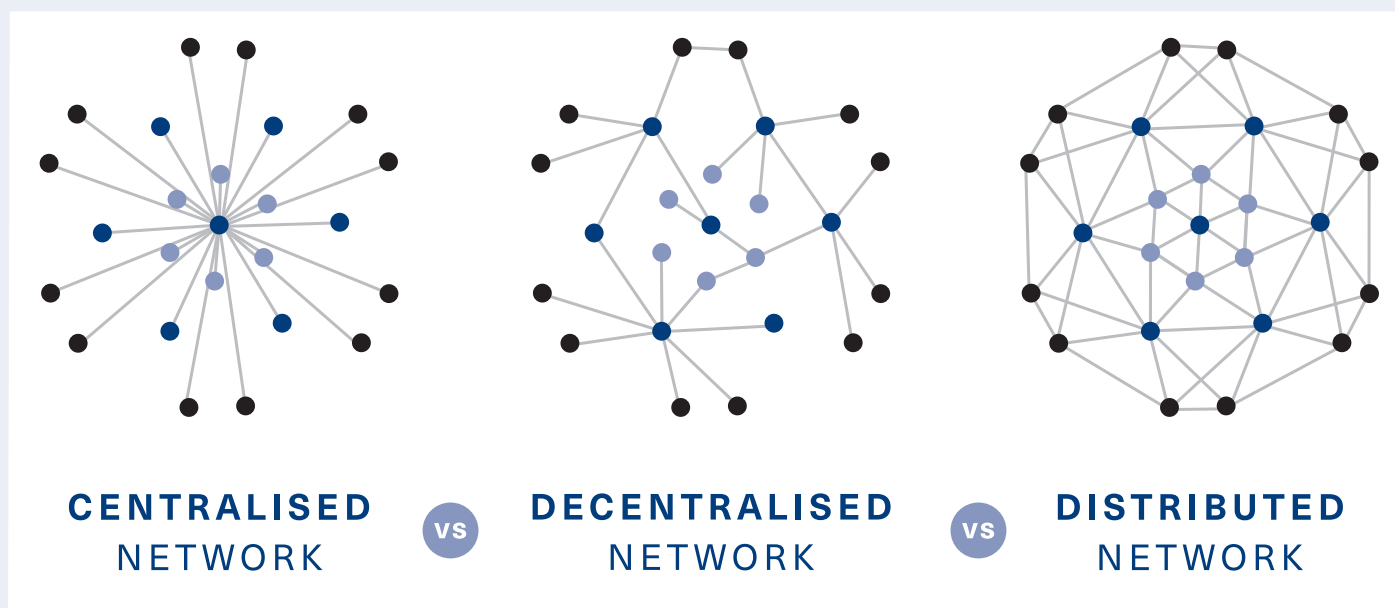 CENTRALISED
NETWORK
VS
DECENTRALISED
NETWORK
VS
DISTRIBUTED
NETWORK